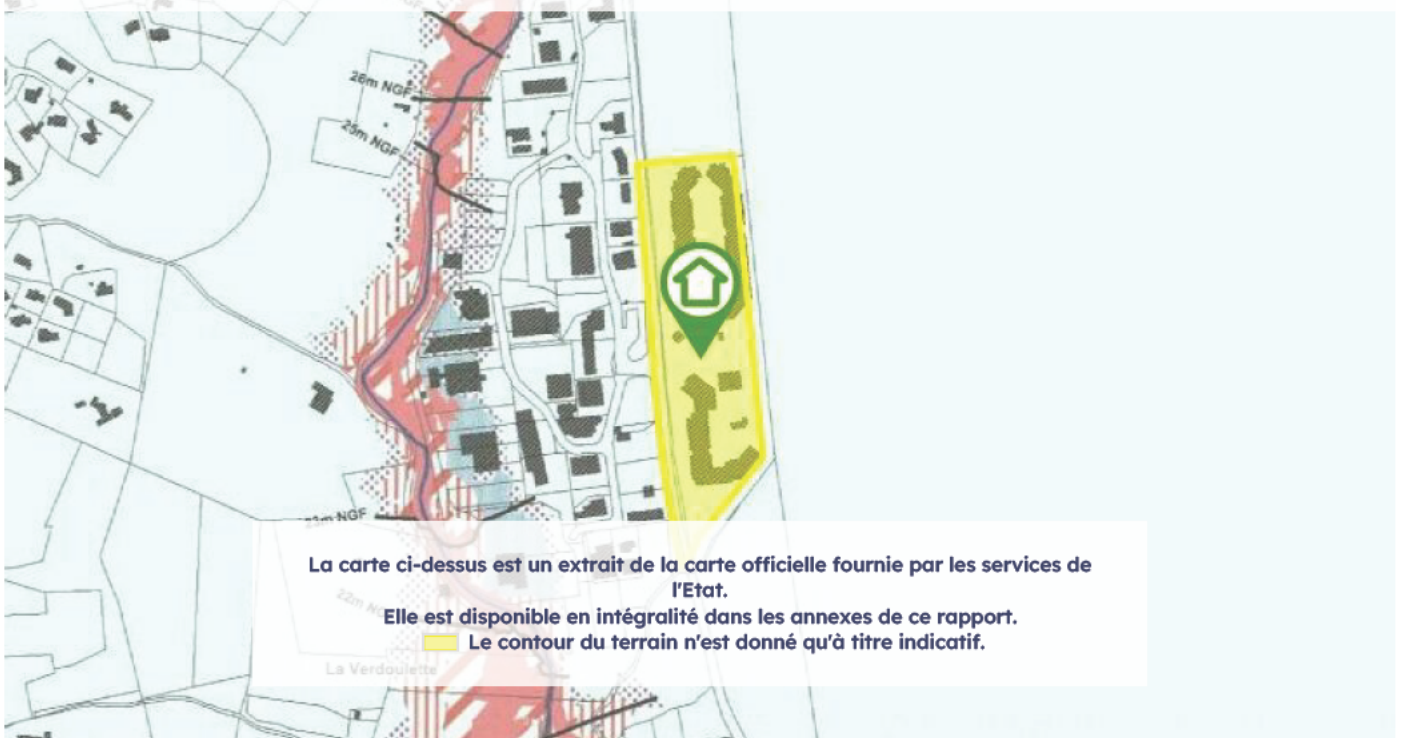 26m NGF
25m NGF
23m NGF
La carte ci-dessus est un extrait de la carte officielle fournie par les services de
l'Etat.
22m
Elle est disponible en intégralité dans les annexes de ce rapport.
Le contour du terrain n'est donné qu'à titre indicatif.
La Verdoulette